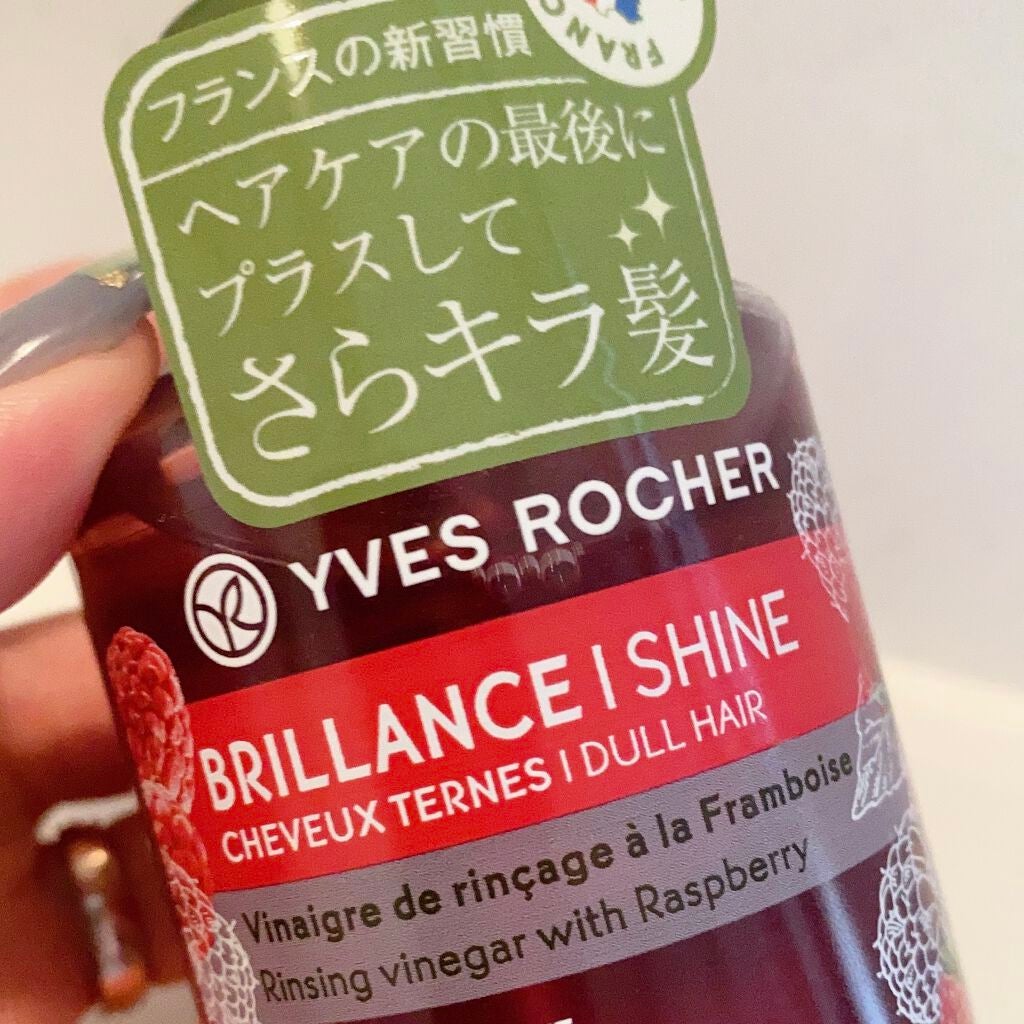 フランスの新習慣
ヘアケアの最後に
プラスして
さらキラ髪
YVES ROCHER
BRILLANCE | SHINE
CHEVEUX TERNES | DULL HAIR
Vinaigre de rinçage à la Framboise
Rinsing vinegar with Raspberry